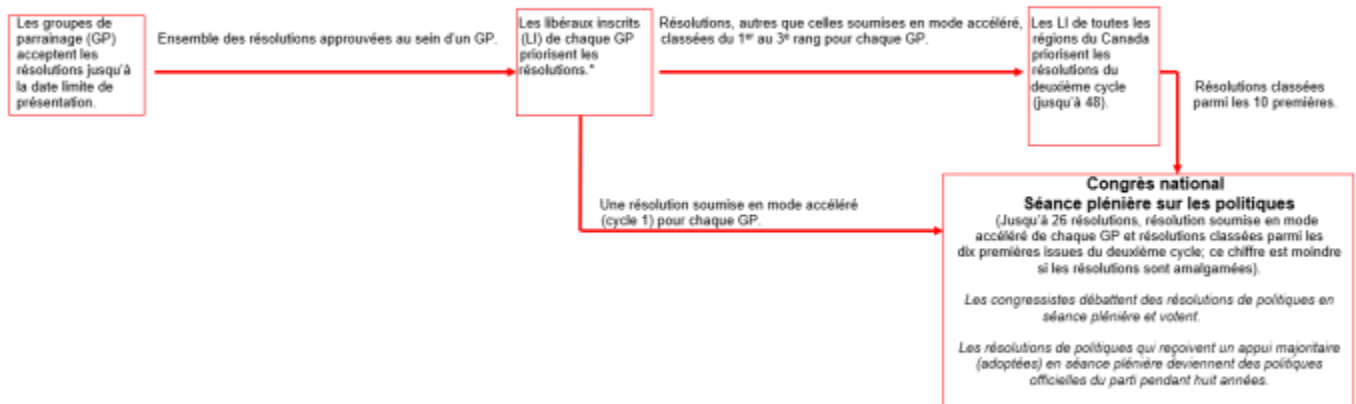 Les groupes de
parrainage (GP)
acceptent les
résolutions jusqu'à
la date limite de
présentation.
Ensemble des résolutions approuvées au sein d'un GP.
Les libéraux inscrits
(LI) de chaque GP
priorisent les
résolutions.*
Résolutions, autres que celles soumises en mode accéléré,
classées du 1er au 3e rang pour chaque GP.
Les LI de toutes les
régions du Canada
priorisent les
résolutions du
deuxième cycle
(jusqu'à 48).
Résolutions classées
parmi les 10 premières.
Une résolution soumise en mode accéléré
(cycle 1) pour chaque GP.
Congrès national
Séance plénière sur les politiques
(Jusqu'à 26 résolutions, résolution soumise en mode
accéléré de chaque GP et résolutions classées parmi les
dix premières issues du deuxième cycle; ce chiffre est moindre
si les résolutions sont amalgamées).
Les congressistes débattent des résolutions de politiques en
séance plénière et votent.
Les résolutions de politiques qui reçoivent un appui majoritaire
(adoptées) en séance plénière deviennent des politiques
officielles du parti pendant huit années.